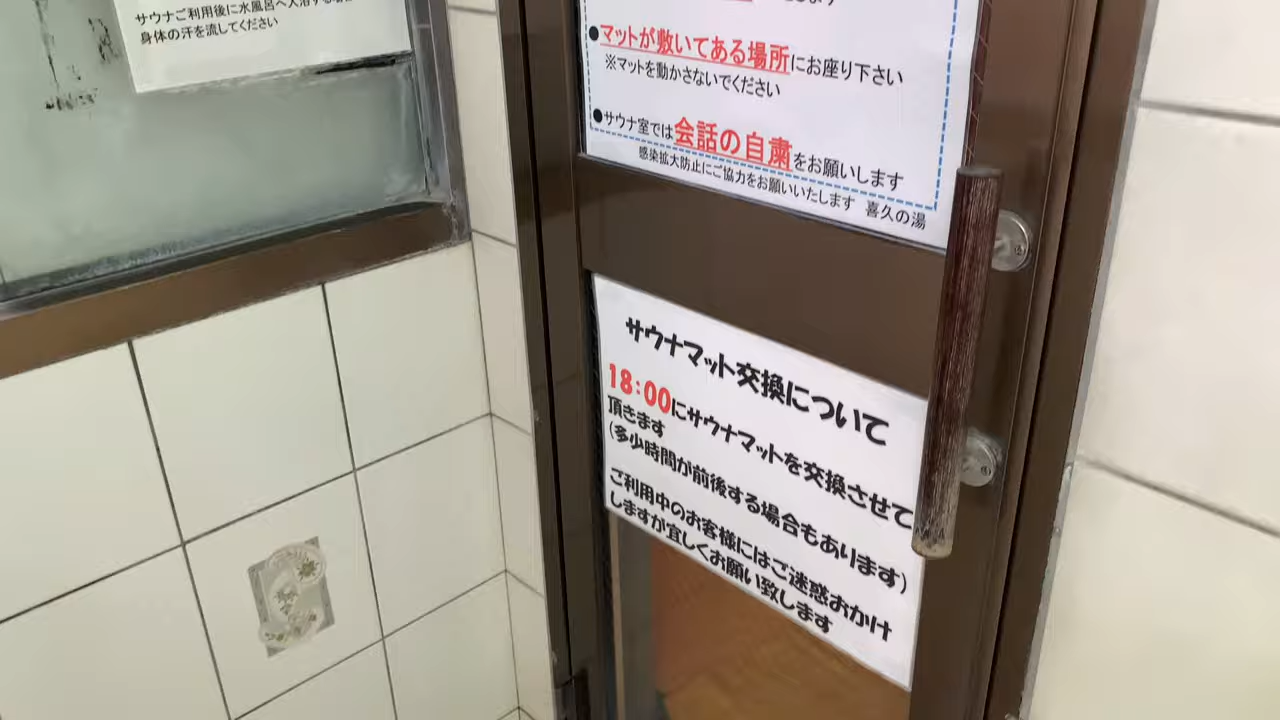 サウナご利用後に水風呂へ入浴する場合
身体の汗を流してください
●マットが敷いてある場所にお座り下さい
※マットを動かさないでください
●サウナ室では会話の自粛をお願いします
感染拡大防止にご協力をお願いいたします 喜久の湯
サウナマット交換について
18:00にサウナマットを交換させて
頂きます
(多少時間が前後する場合もあります)
ご利用中のお客様にはご迷惑おかけ
しますが宜しくお願い致します